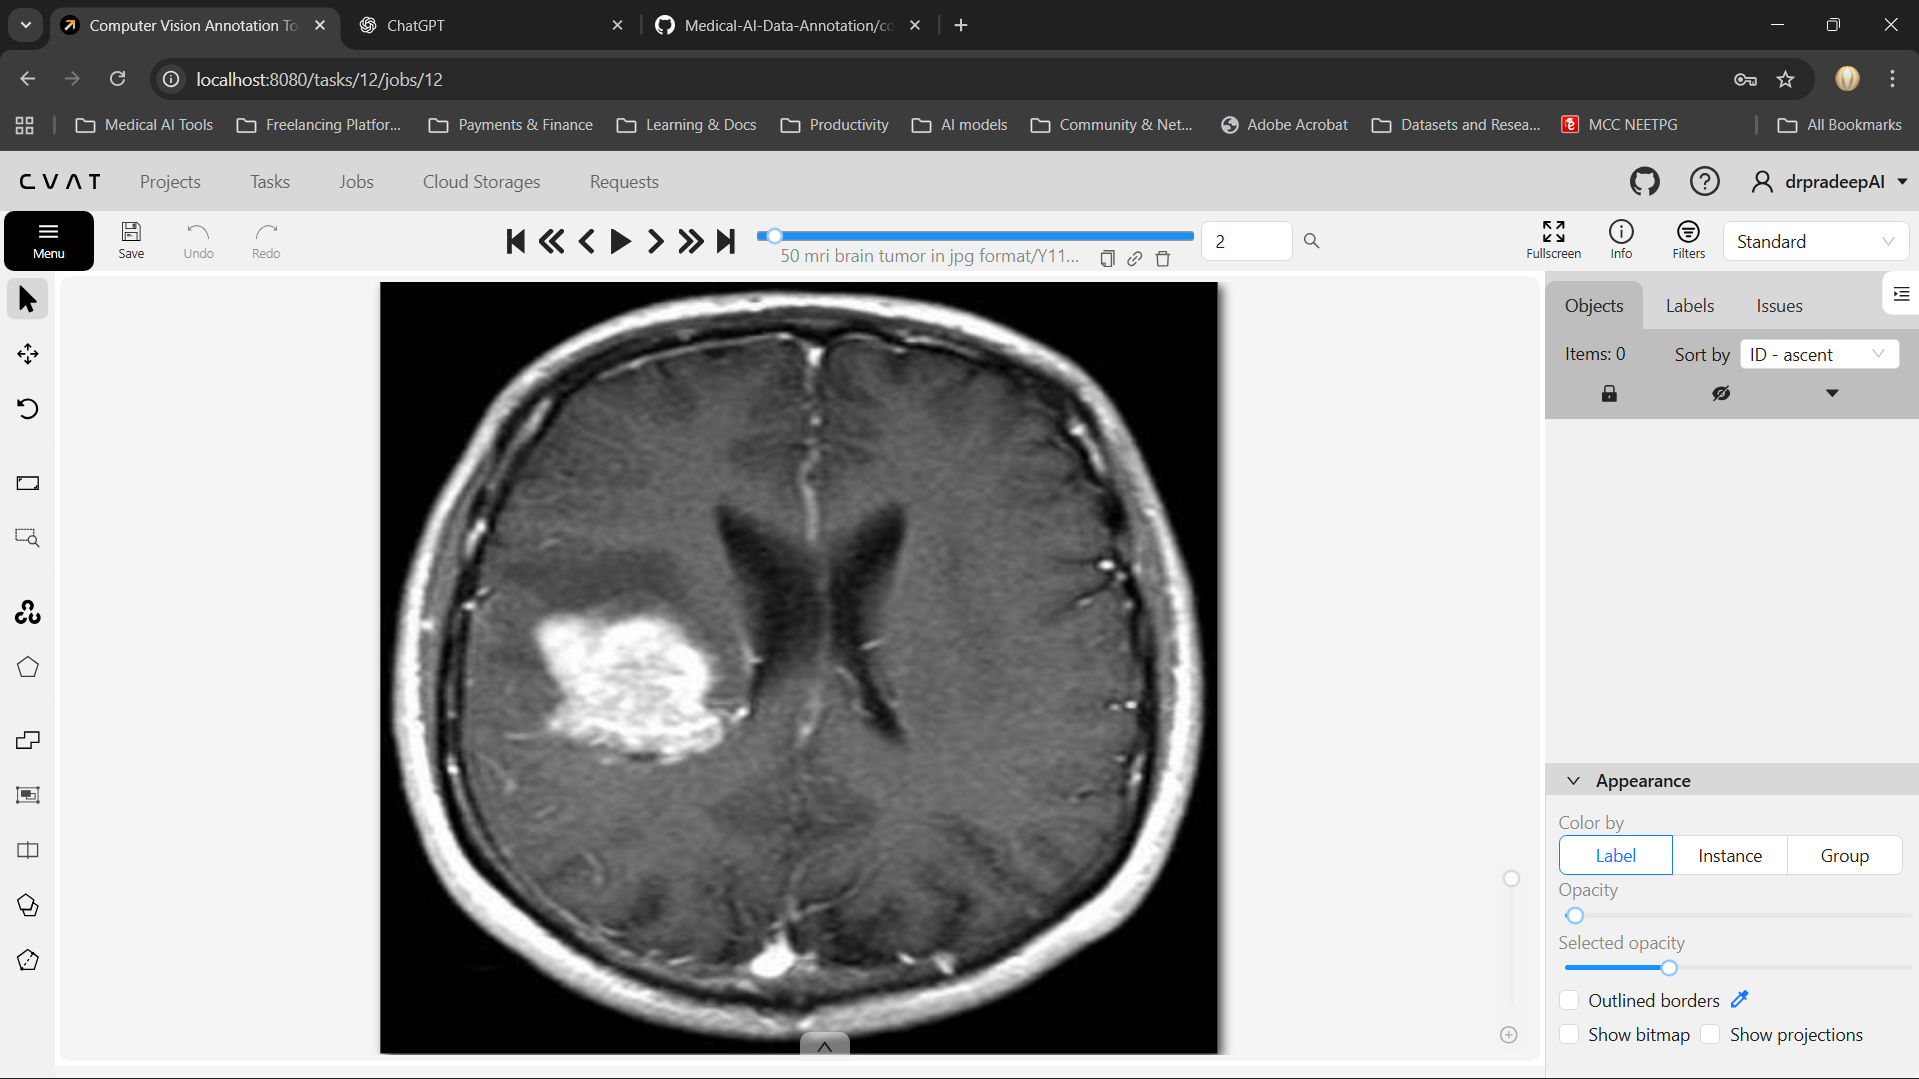 Computer Vision Annotation To
ChatGPT
Medical-AI-Data-Annotation/co
localhost:8080/tasks/12/jobs/12
Medical AI Tools
Freelancing Platfor...
Payments & Finance
Learning & Docs
Productivity
AI models
Community & Net...
Adobe Acrobat
Datasets and Resea...
MCC NEETPG
All Bookmarks
CVAT
Projects
Tasks
Jobs
Cloud Storages
Requests
drpradeepAI
Menu
Save
Undo
Redo
50 mri brain tumor in jpg format/Y11...
2
Fullscreen
Info
Filters
Standard
Objects
Labels
Issues
Items: 0
Sort by
ID - ascent
Appearance
Color by
Label
Instance
Group
Opacity
Selected opacity
Outlined borders
Show bitmap
Show projections